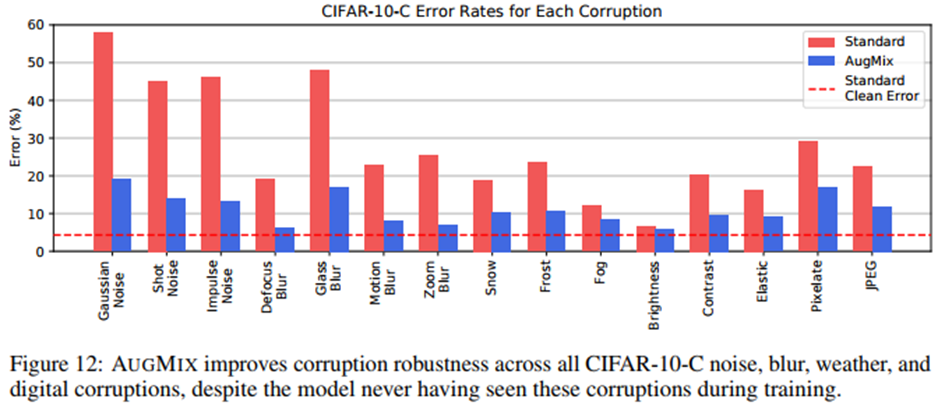 CIFAR-10-C Error Rates for Each Corruption
Error (%)
60
50
40
30
20
10
0
Standard
AugMix
Standard
Clean Error
Gaussian
Noise
Shot
Noise
Impulse
Noise
Defocus
Blur
Glass
Blur
Motion
Blur
Zoom
Blur
Snow
Frost
Fog
Brightness
Contrast
Elastic
Pixelate
JPEG
Figure 12: AUGMIX improves corruption robustness across all CIFAR-10-C noise, blur, weather, and
digital corruptions, despite the model never having seen these corruptions during training.